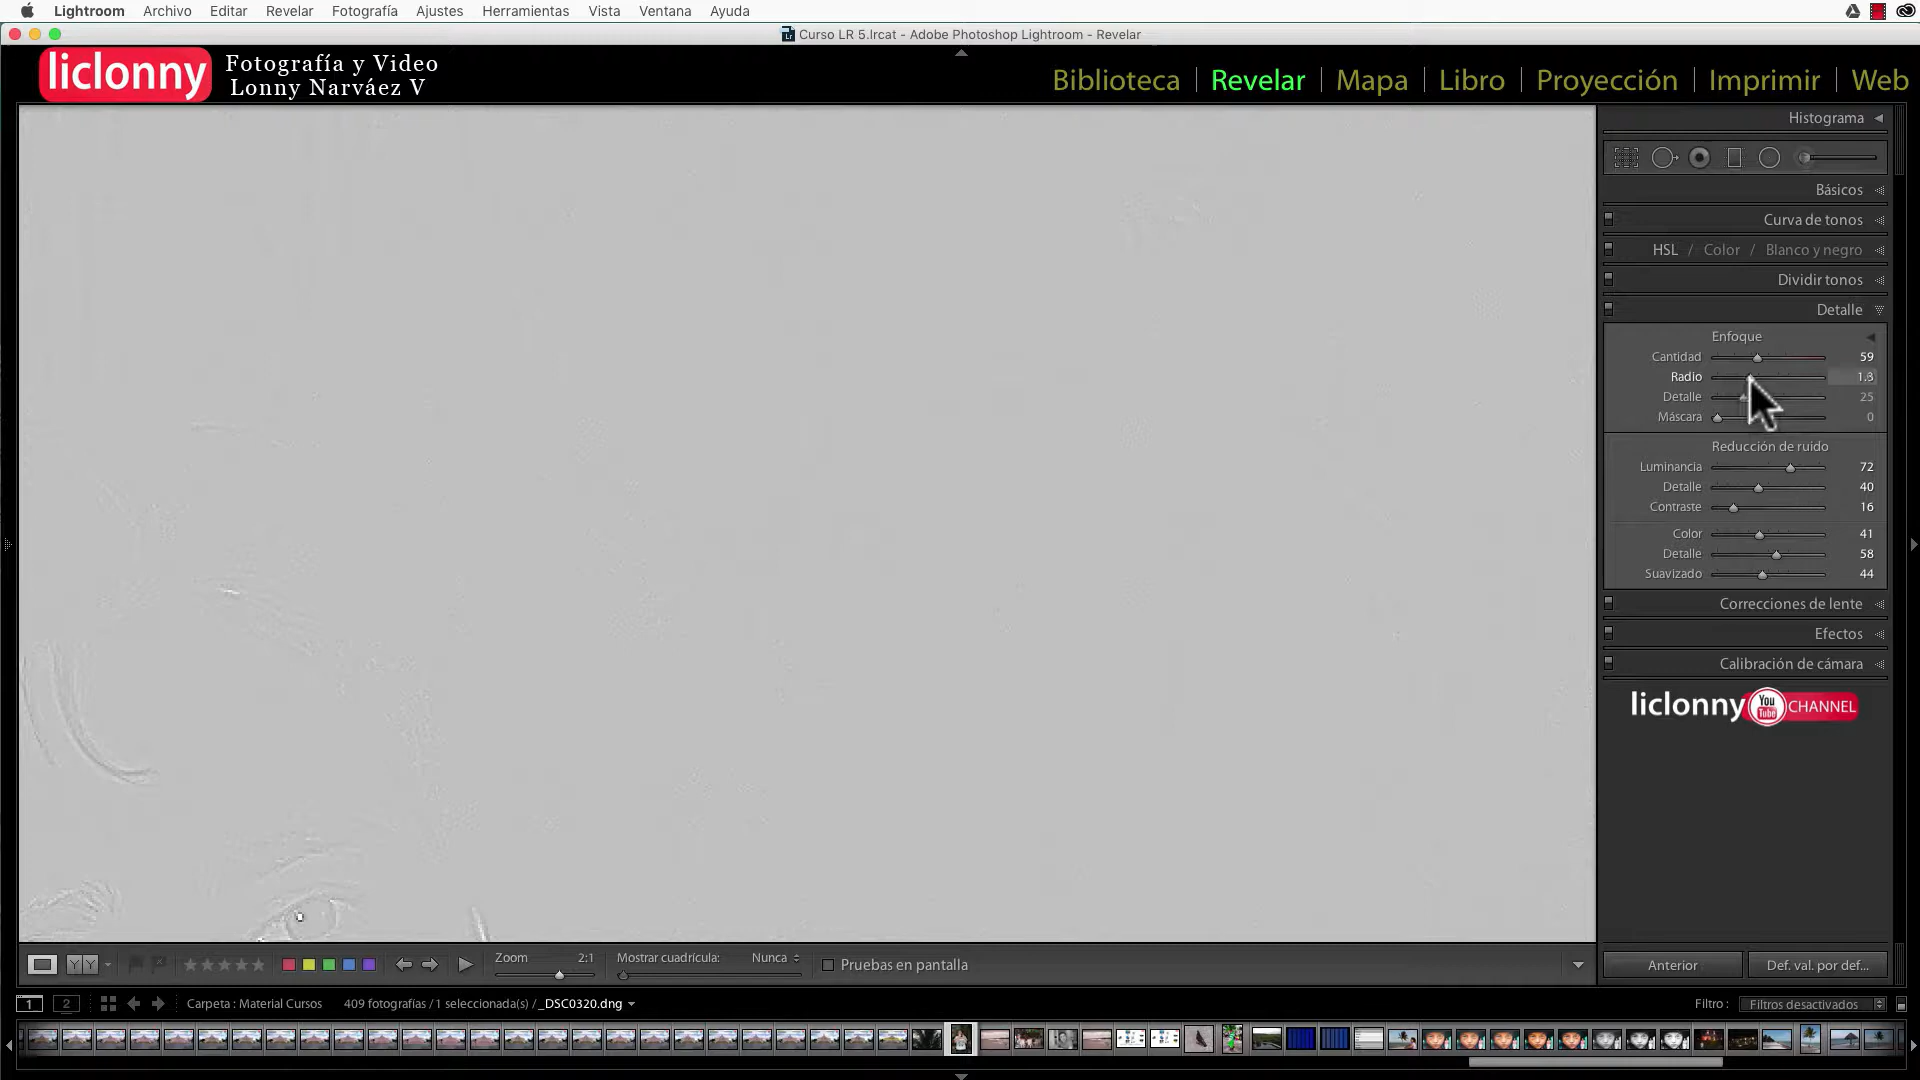 Lightroom Archivo Editar Revelar Fotografía Ajustes Herramientas Vista Ventana Ayuda
Curso LR 5.lrcat - Adobe Photoshop Lightroom - Revelar
liclonny Fotografía y Video
Lonny Narváez V
Biblioteca | Revelar | Mapa | Libro | Proyección | Imprimir | Web
Histograma
Básicos
Curva de tonos
HSL / Color / Blanco y negro
Dividir tonos
Detalle
Enfoque
Cantidad 59
Radio 1.3
Detalle 25
Máscara 0
Reducción de ruido
Luminancia 72
Detalle 40
Contraste 16
Color 41
Detalle 58
Suavizado 44
Correcciones de lente
Efectos
Calibración de cámara
liclonny You Tube CHANNEL
YY Zoom 2:1 Mostrar cuadrícula: Nunca Pruebas en pantalla
Anterior Def. val. por def...
1 2 Carpeta : Material Cursos 409 fotografías / 1 seleccionada(s) / _DSC0320.dng
Filtro : Filtros desactivados